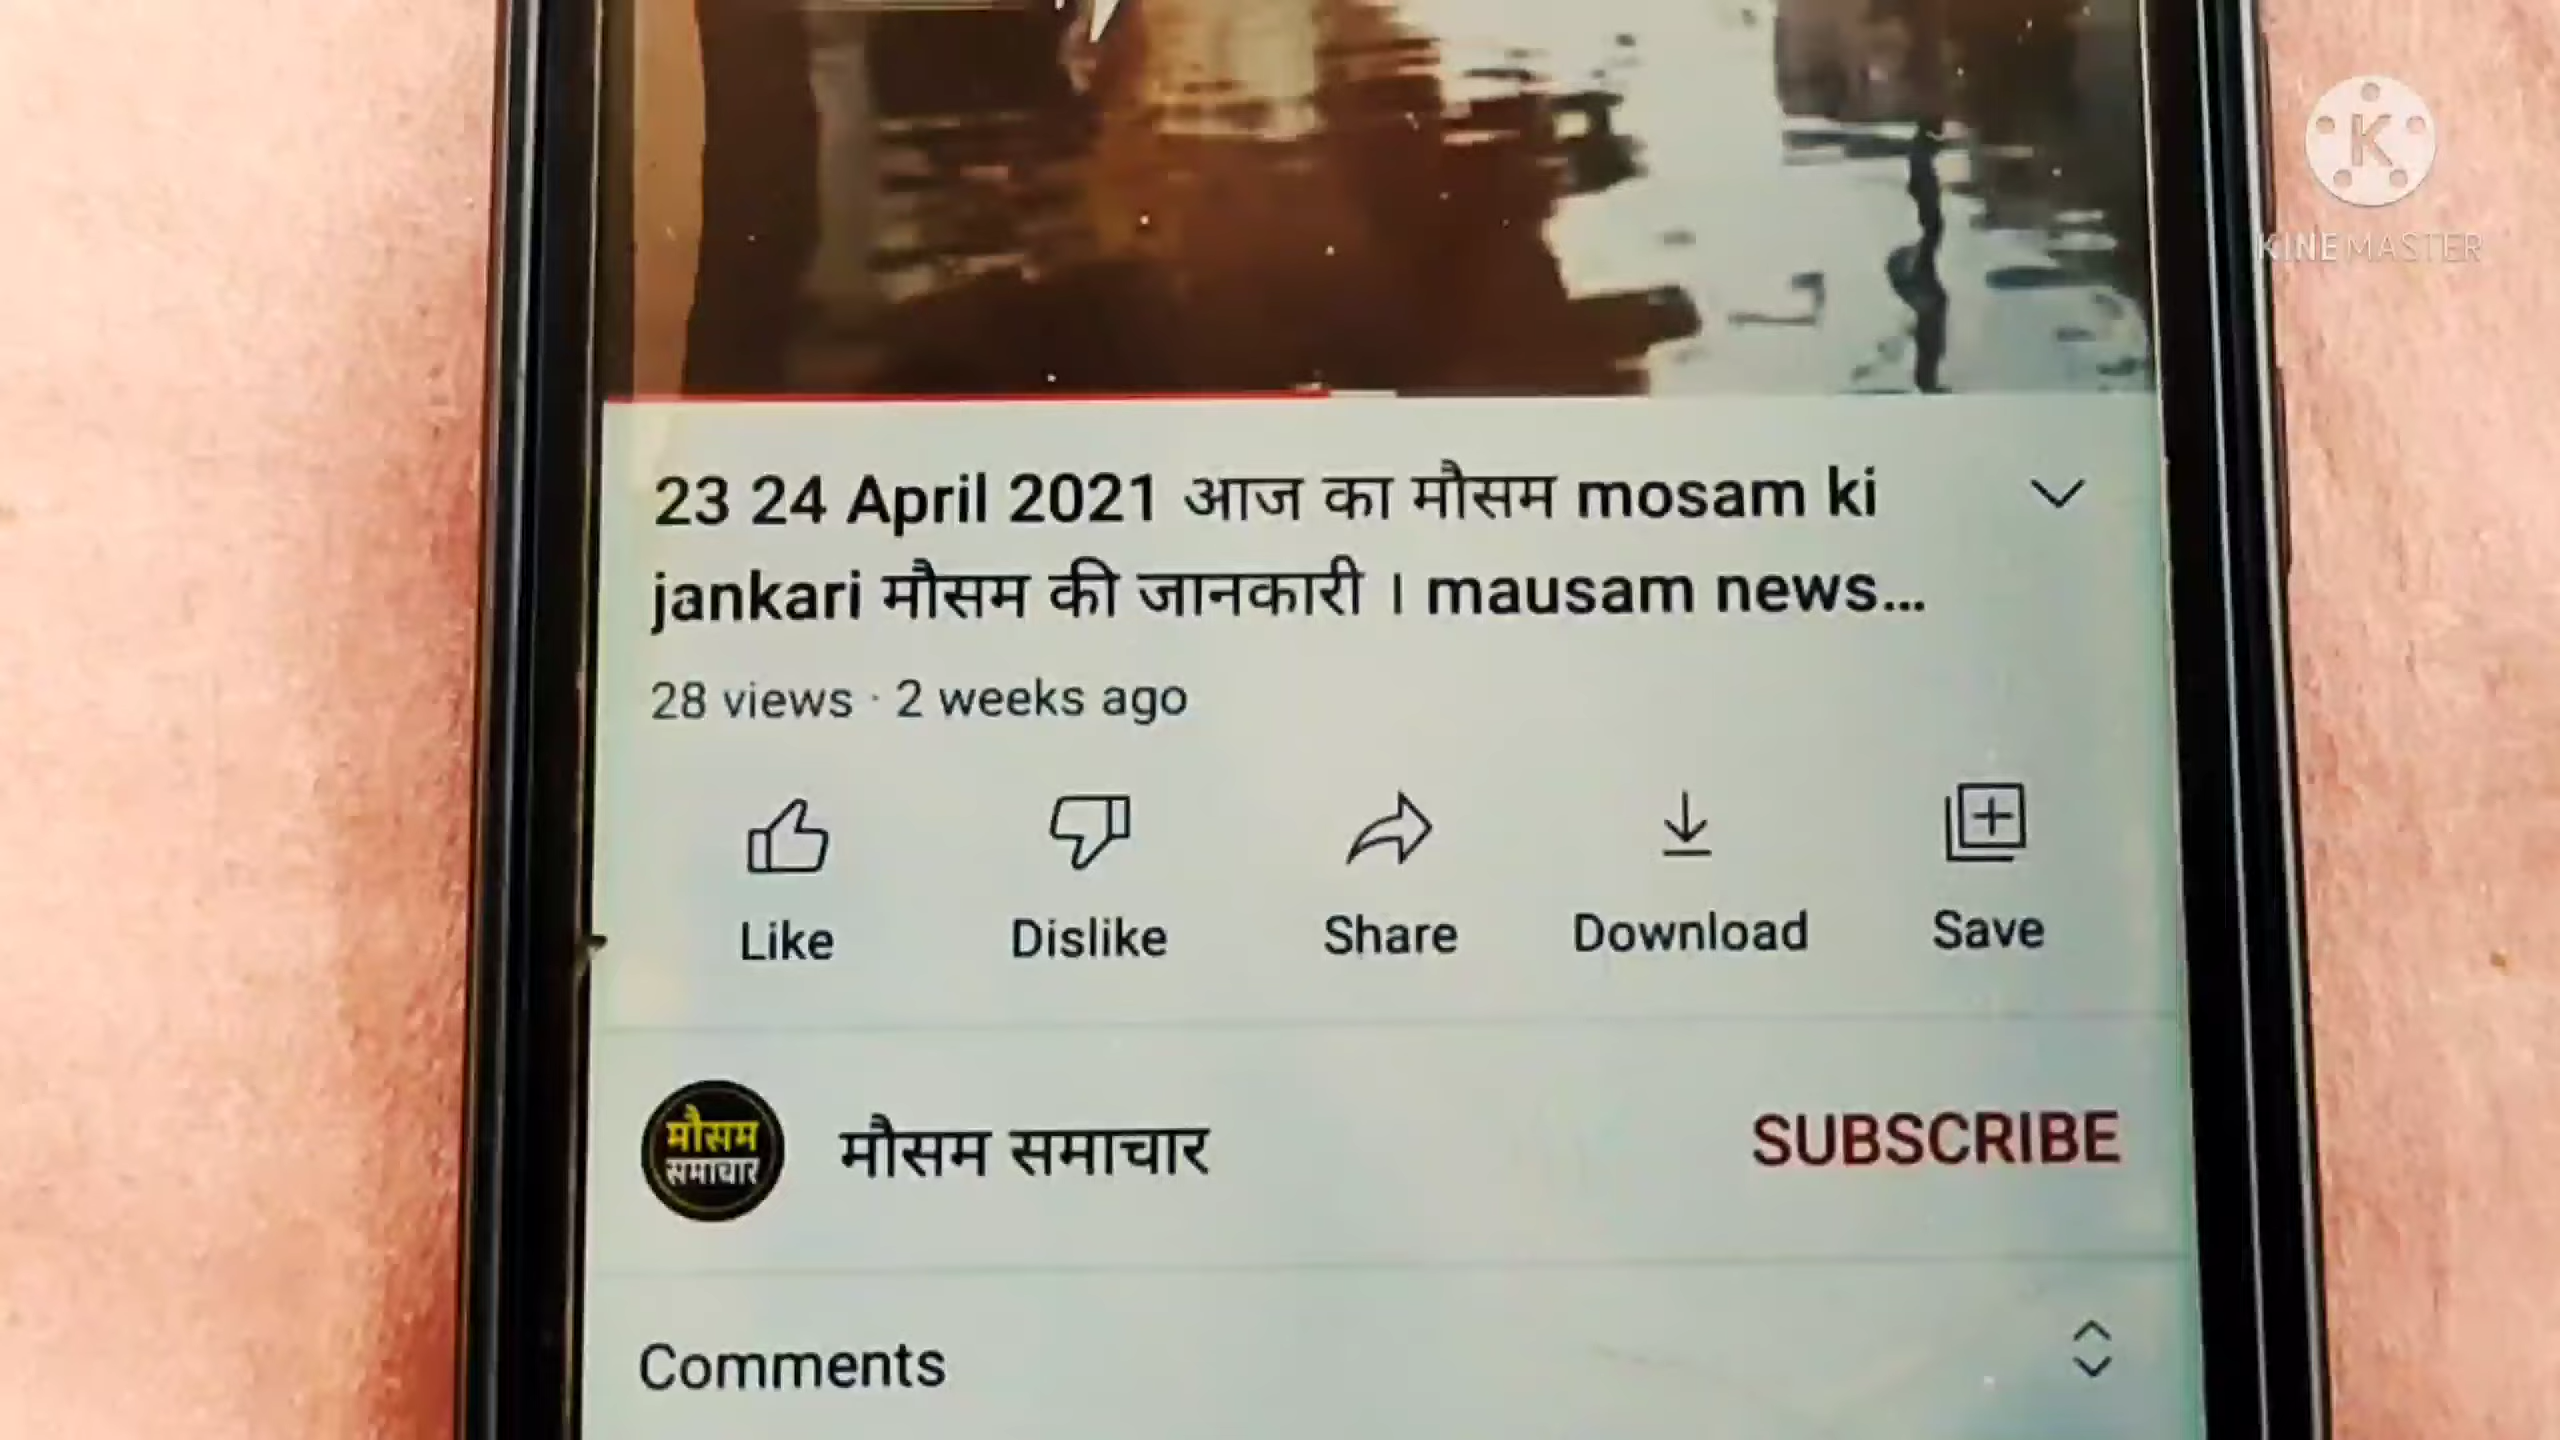 K
KINEMASTER
23 24 April 2021 आज का मौसम mosam ki
jankari मौसम की जानकारी । mausam news...
28 views · 2 weeks ago
Like Dislike Share Download Save
मौसम
समाचार
मौसम समाचार SUBSCRIBE
Comments